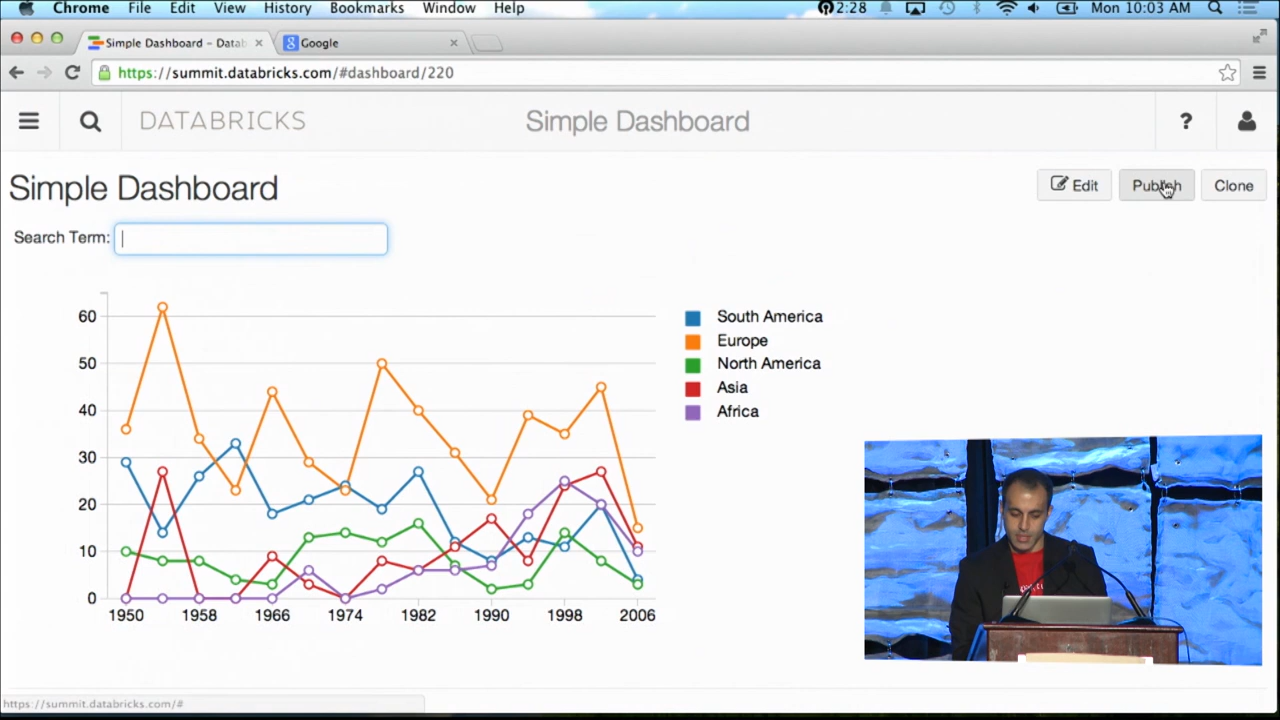 Chrome File Edit View History Bookmarks Window Help 2:28 Mon 10:03 AM
Simple Dashboard – Datab Google
https://summit.databricks.com/#dashboard/220
DATABRICKS Simple Dashboard ?
Simple Dashboard Edit Publish Clone
Search Term:
60
50
40
30
20
10
0
1950 1958 1966 1974 1982 1990 1998 2006
South America
Europe
North America
Asia
Africa
https://summit.databricks.com/#